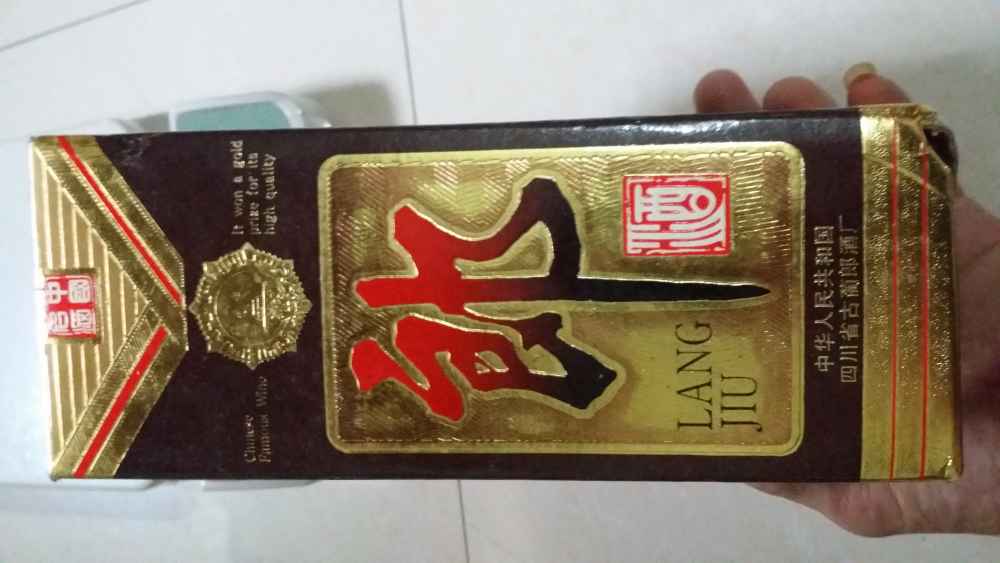 中国
名酒
It won a gold
prize for its
high quality
Chinese
Famous Wine
郎
酒
LANG
JIU
中华人民共和国
四川省古蔺郎酒厂